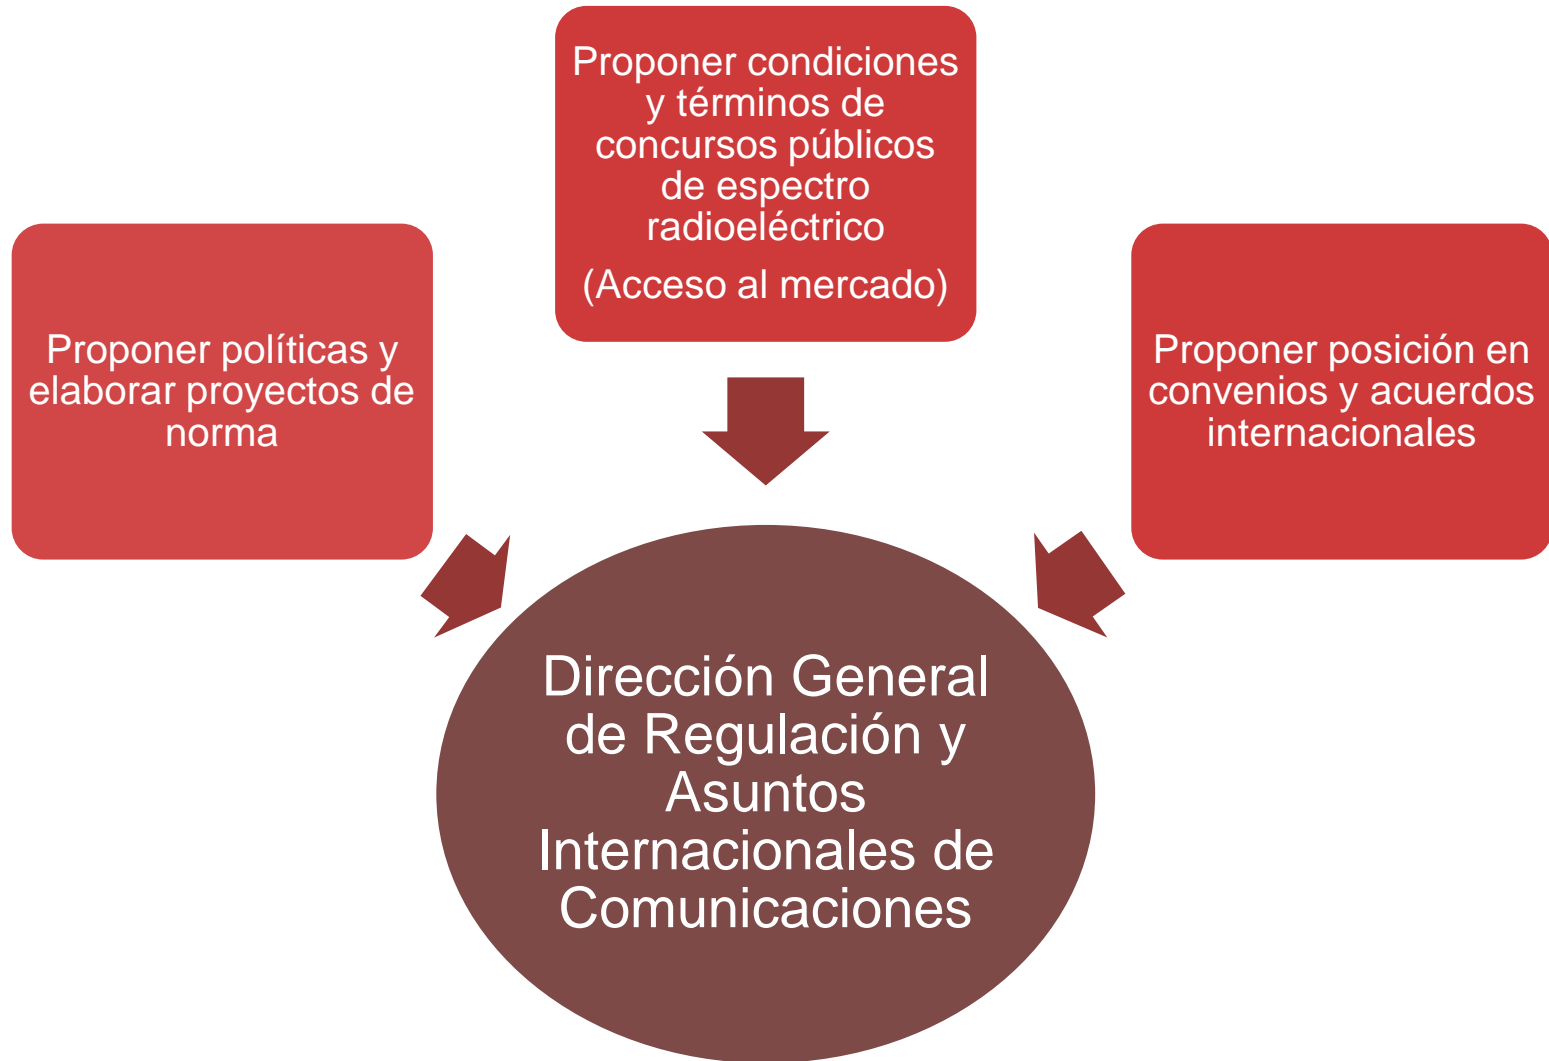 Proponer condiciones
y términos de
concursos públicos
de espectro
radioeléctrico
(Acceso al mercado)
Proponer políticas y
elaborar proyectos de
norma
Proponer posición en
convenios y acuerdos
internacionales
Dirección General
de Regulación y
Asuntos
Internacionales de
Comunicaciones